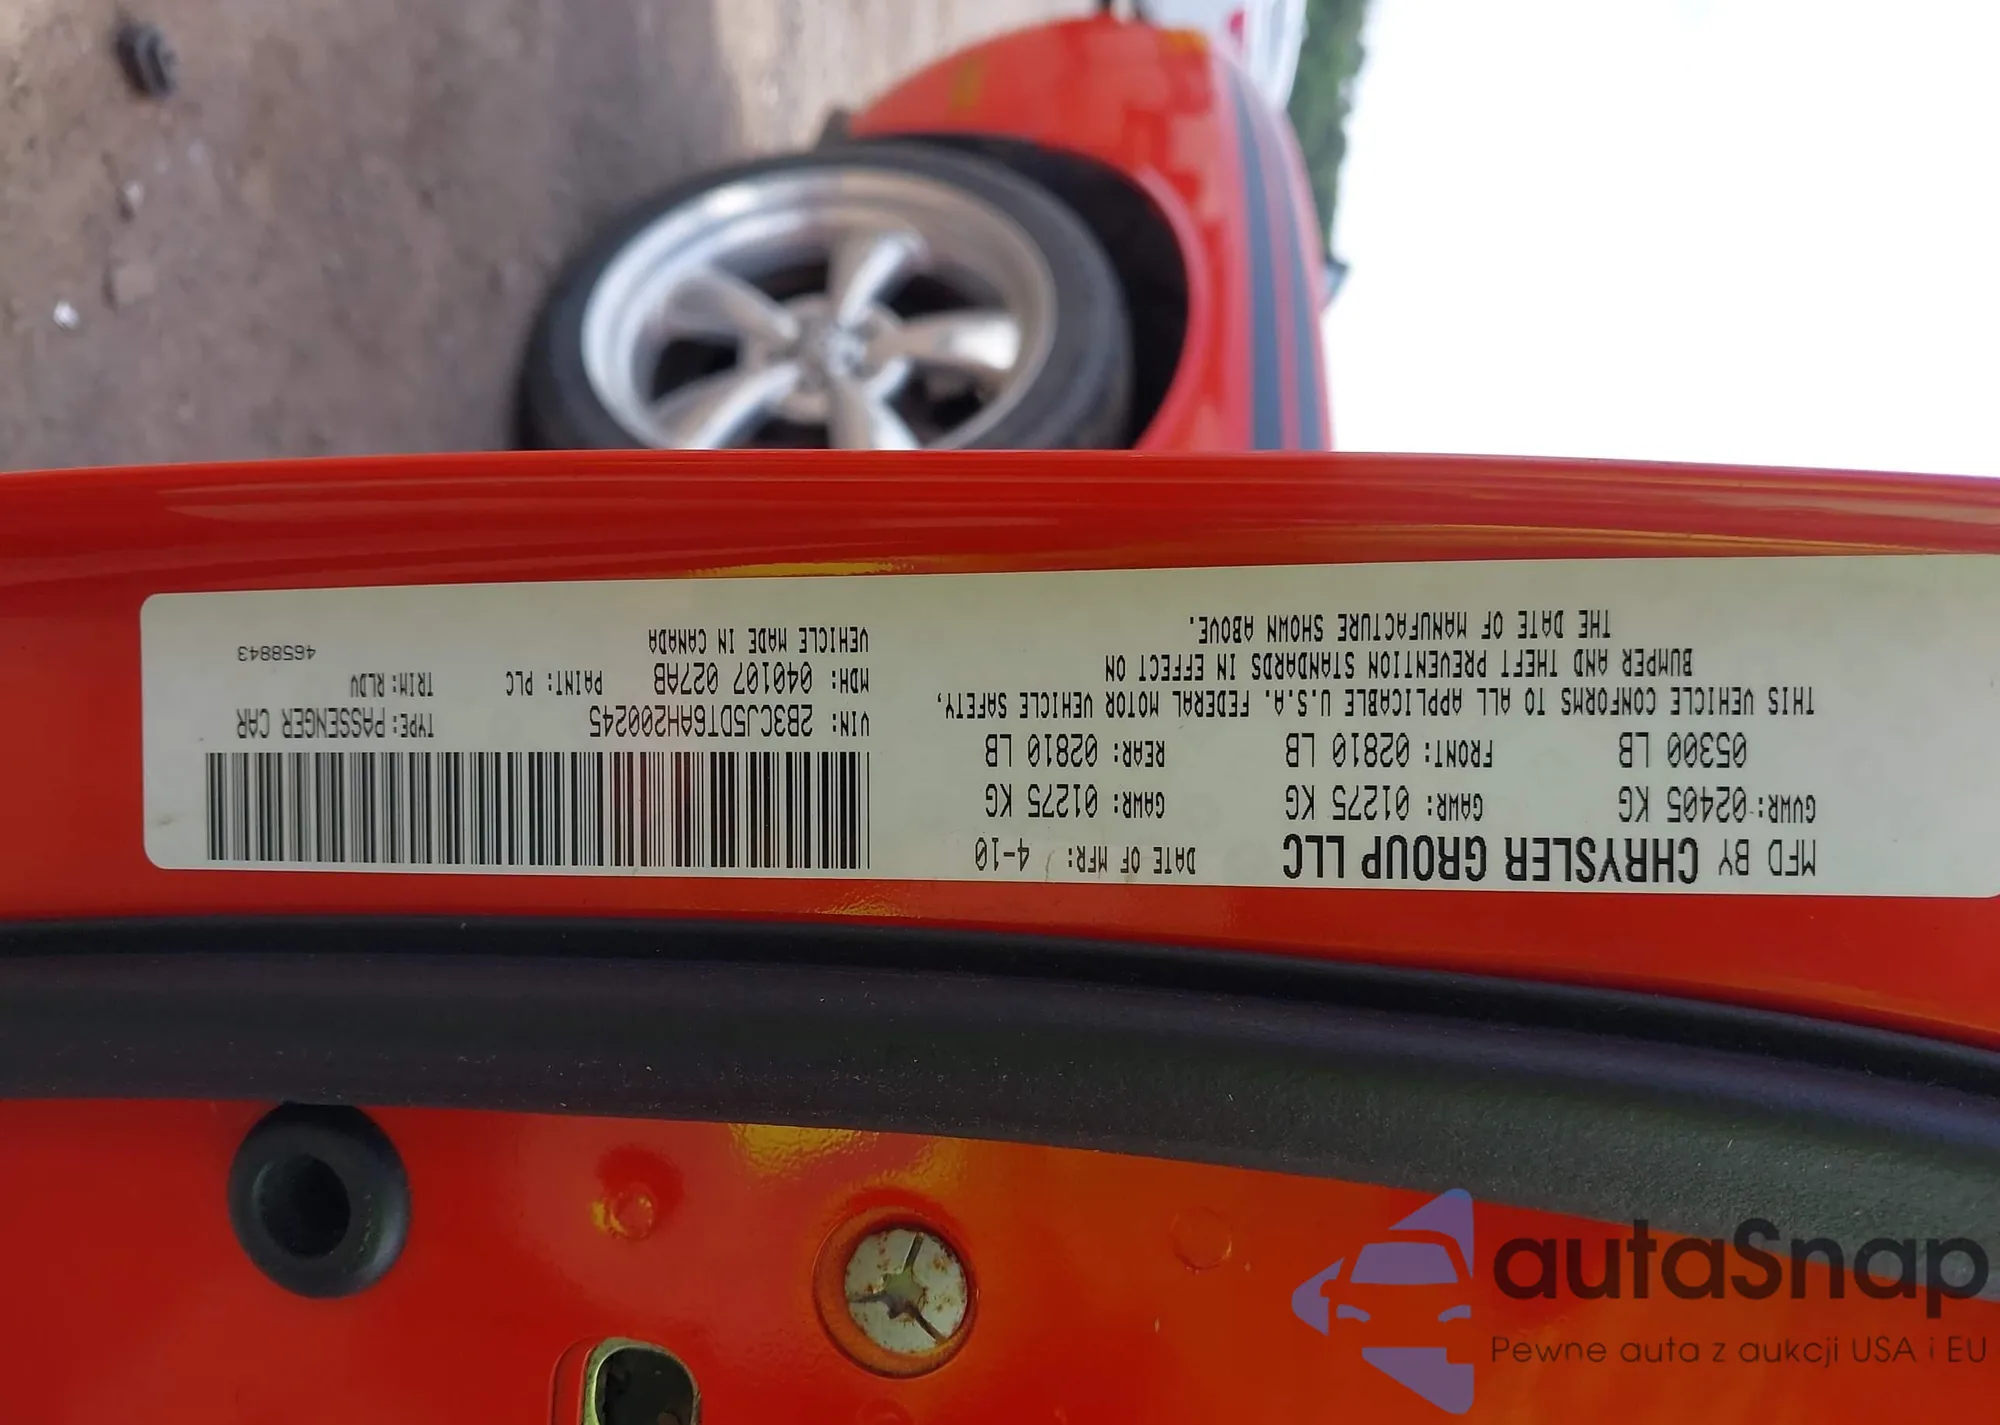 MFD BY CHRYSLER GROUP LLC DATE OF MFR: 4-10
GVWR: 02405 KG GAWR: 01275 KG GAWR: 01275 KG
05300 LB FRONT: 02810 LB REAR: 02810 LB
THIS VEHICLE CONFORMS TO ALL APPLICABLE U.S.A. FEDERAL MOTOR VEHICLE SAFETY,
BUMPER AND THEFT PREVENTION STANDARDS IN EFFECT ON
THE DATE OF MANUFACTURE SHOWN ABOVE.
VIN: 2B3CJ5DT6AH200245 TYPE: PASSENGER CAR
MDH: 040107 027AB PAINT: PLC TRIM: RLDV
VEHICLE MADE IN CANADA 4658843
autaSnap
Pewne auta z aukcji USA i EU